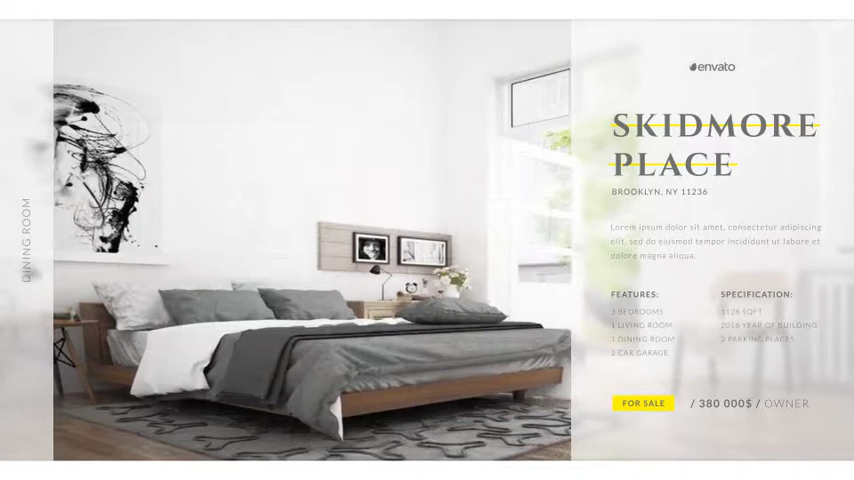 DINING ROOM
envato
SKIDMORE
PLACE
BROOKLYN, NY 11236
Lorem ipsum dolor sit amet, consectetur adipiscing
elit, sed do eiusmod tempor incididunt ut labore et
dolore magna aliqua.
FEATURES:
3 BEDROOMS
1 LIVING ROOM
1 DINING ROOM
2 CAR GARAGE
SPECIFICATION:
1128 SQFT
2016 YEAR OF BUILDING
2 PARKING PLACES
FOR SALE
/ 380 000$ / OWNER